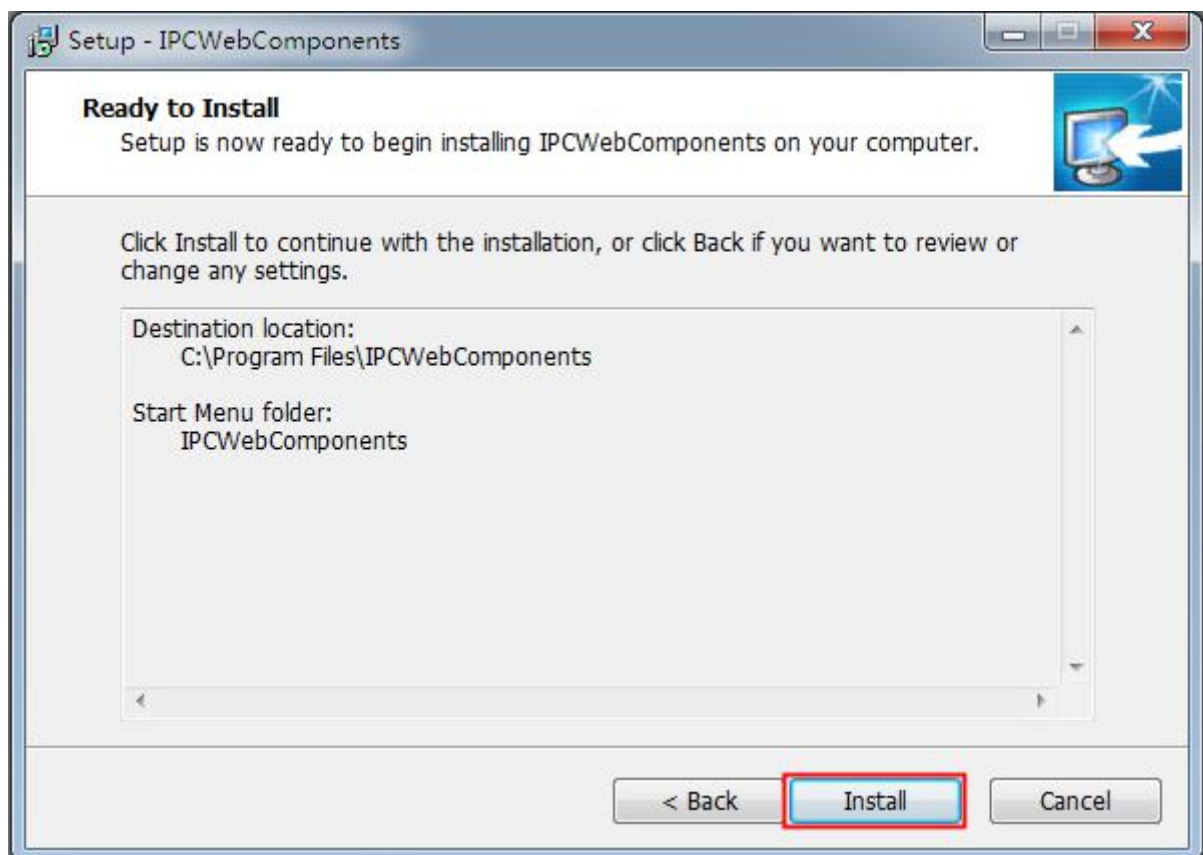 Setup - IPCWebComponents
Ready to Install
Setup is now ready to begin installing IPCWebComponents on your computer.
Click Install to continue with the installation, or click Back if you want to review or
change any settings.
Destination location:
C:\Program Files\IPCWebComponents
Start Menu folder:
IPCWebComponents
< Back Install Cancel